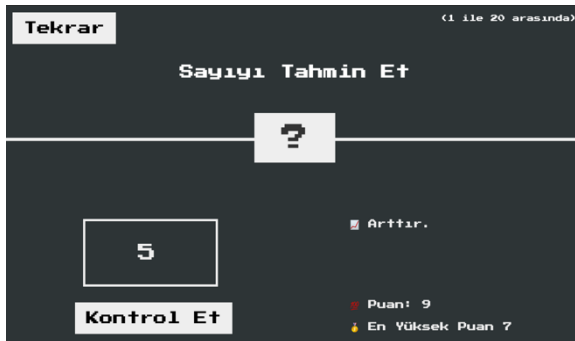 Tekrar
(1 ile 20 arasında)
Sayıyı Tahmin Et
?
5
📈 Arttır.
Kontrol Et
Puan: 9
🥇 En Yüksek Puan 7